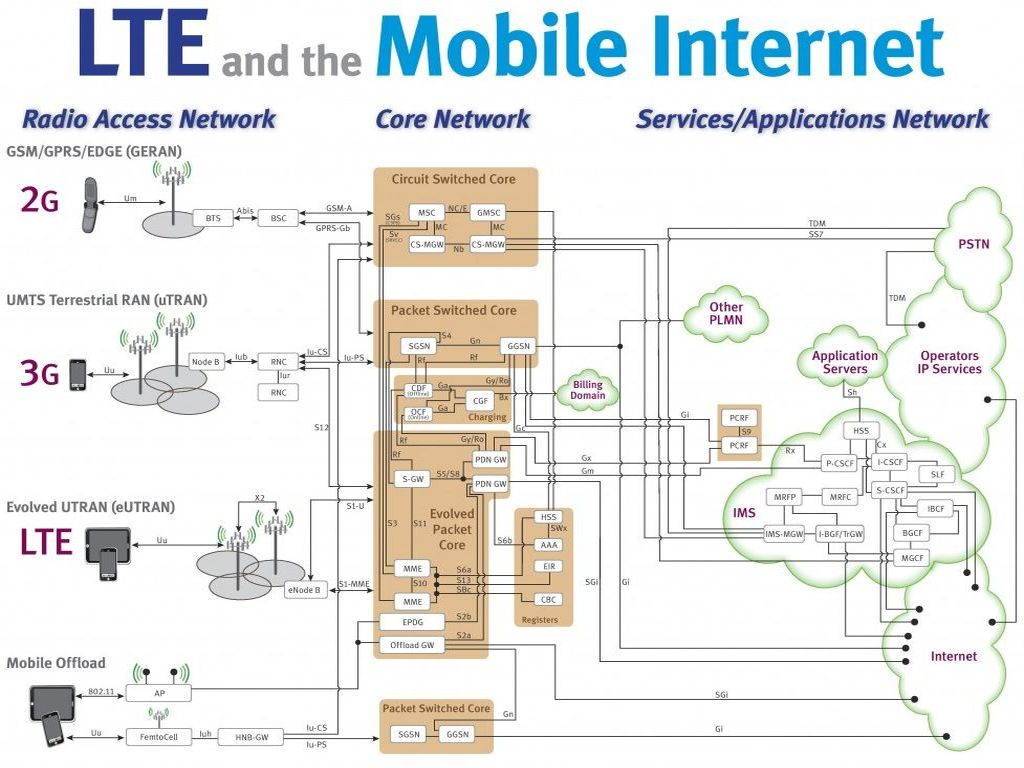 LTE and the Mobile Internet
Radio Access Network
Core Network
Services/Applications Network
GSM/GPRS/EDGE (GERAN)
2G
Um
BTS
Abis
BSC
GSM-A
GPRS-Gb
Circuit Switched Core
SGs
MSC
NC/E
GMSC
Sv
MC
MC
CS-MGW
Nb
CS-MGW
TDM
SS7
PSTN
TDM
UMTS Terrestrial RAN (uTRAN)
3G
Uu
Node B
Iub
RNC
Iur
RNC
Iu-CS
Iu-PS
S12
Packet Switched Core
S4
SGSN
Gn
GGSN
Rf
Rf
CDF
(Offline)
Ga
Gy/Ro
OCF
(Online)
Ga
CGF
Bx
Charging
Gc
Billing
Domain
Other
PLMN
Application
Servers
Sh
Operators
IP Services
Gi
PCRF
S9
PCRF
Rx
Gx
Gm
Rf
Gy/Ro
PDN GW
Rf
S-GW
S5/S8
PDN GW
Evolved
Packet
Core
S3
S11
MME
S10
MME
S6a
S13
SBc
S6b
HSS
SWx
AAA
EIR
CBC
Registers
EPDG
S2b
Offload GW
S2a
HSS
Cx
P-CSCF
I-CSCF
SLF
S-CSCF
MRFP
MRFC
IBCF
IMS
IMS-MGW
I-BGF/TrGW
BGCF
MGCF
SGi
Gi
Evolved UTRAN (eUTRAN)
LTE
Uu
X2
eNode B
S1-U
S1-MME
Internet
Mobile Offload
802.11
AP
Uu
FemtoCell
Iuh
HNB-GW
Iu-CS
Iu-PS
Packet Switched Core
SGSN
GGSN
Gn
SGi
Gi